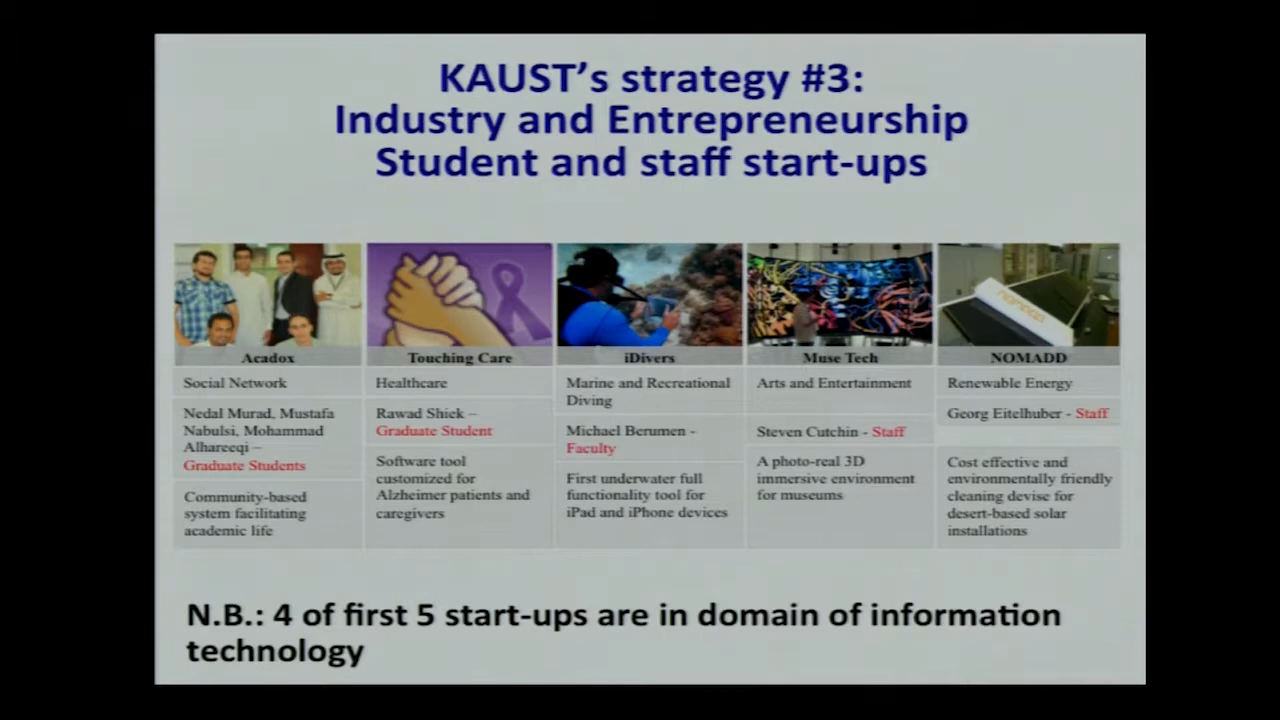 KAUST's strategy #3:
Industry and Entrepreneurship
Student and staff start-ups
Acadox
Social Network
Nedal Murad, Mustafa
Nabulsi, Mohammad
Alhareeqi –
Graduate Students
Community-based
system facilitating
academic life
Touching Care
Healthcare
Rawad Shiek –
Graduate Student
Software tool
customized for
Alzheimer patients and
caregivers
iDivers
Marine and Recreational
Diving
Michael Berumen -
Faculty
First underwater full
functionality tool for
iPad and iPhone devices
Muse Tech
Arts and Entertainment
Steven Cutchin - Staff
A photo-real 3D
immersive environment
for museums
nomadd
NOMADD
Renewable Energy
Georg Eitelhuber - Staff
Cost effective and
environmentally friendly
cleaning devise for
desert-based solar
installations
N.B.: 4 of first 5 start-ups are in domain of information
technology